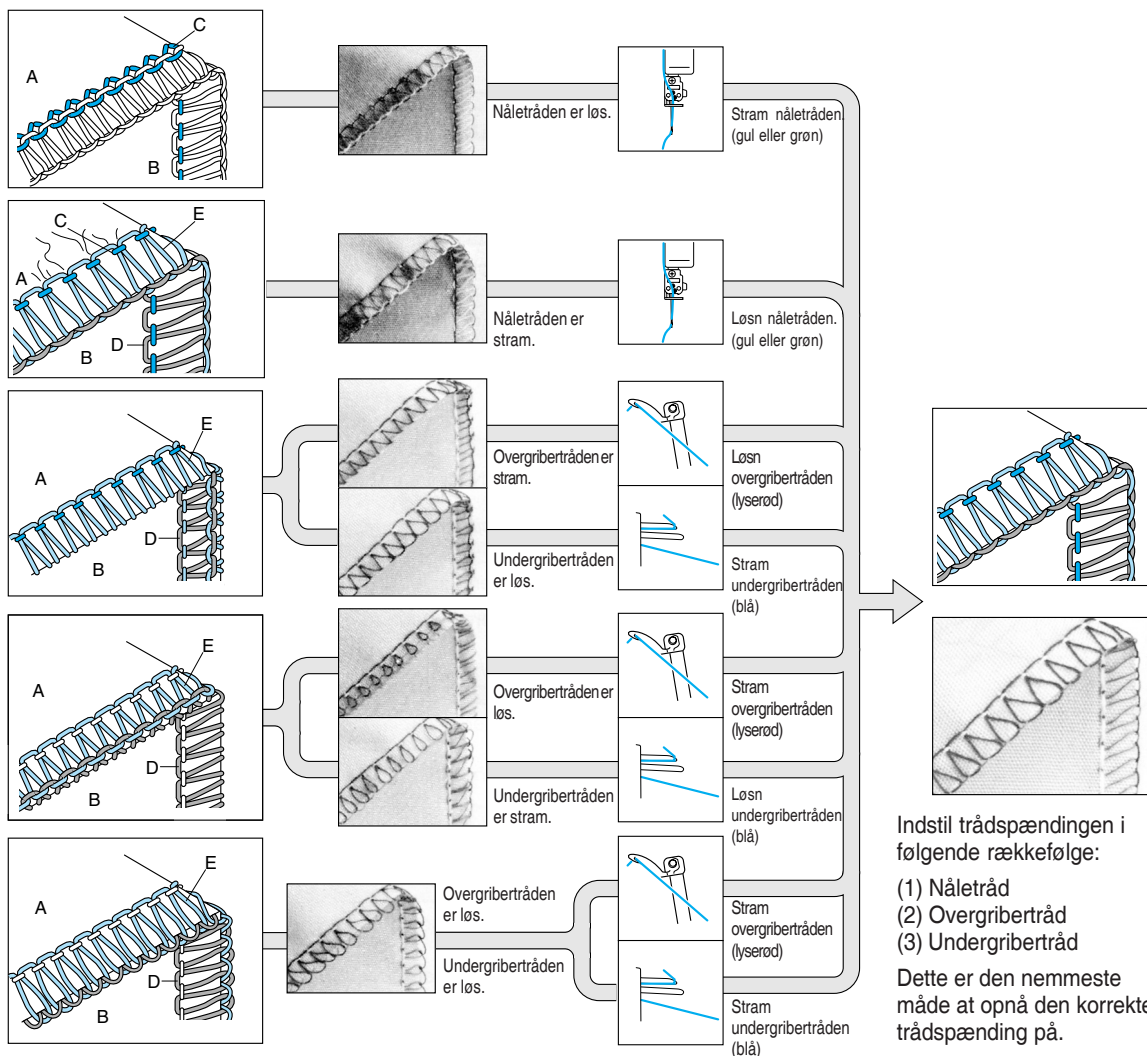 C
A
B
Nåletråden er løs.
Stram nåletråden.
(gul eller grøn)
C
E
A
D
B
Nåletråden er
stram.
Løsn nåletråden.
(gul eller grøn)
E
A
D
B
Overgribertråden er
stram.
Løsn
overgribertråden
(lyserød)
Undergribertråden
er løs.
Stram
undergribertråden
(blå)
E
A
D
B
Overgribertråden er
løs.
Stram
overgribertråden
(lyserød)
Undergribertråden
er stram.
Løsn
undergribertråden
(blå)
E
A
D
B
Overgribertråden
er løs.
Undergribertråden
er løs.
Stram
overgribertråden
(lyserød)
Stram
undergribertråden
(blå)
Indstil trådspændingen i
følgende rækkefølge:
(1) Nåletråd
(2) Overgribertråd
(3) Undergribertråd
Dette er den nemmeste
måde at opnå den korrekte
trådspænding på.